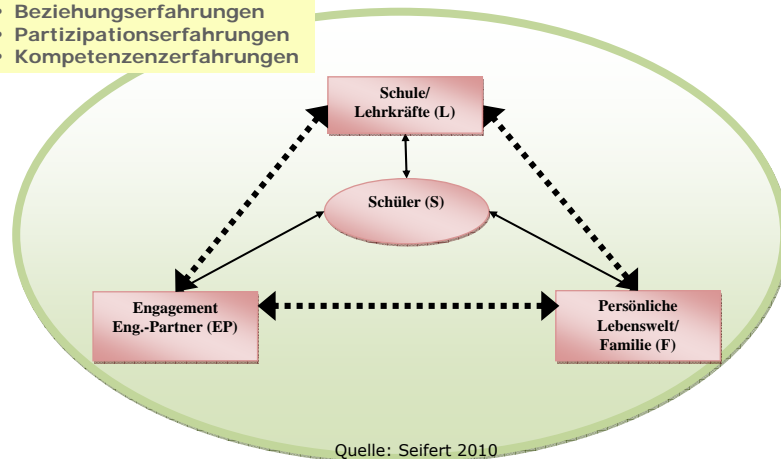 • Beziehungserfahrungen
• Partizipationserfahrungen
• Kompetenzenzerfahrungen
Schule/
Lehrkräfte (L)
Schüler (S)
Engagement
Eng.-Partner (EP)
Persönliche
Lebenswelt/
Familie (F)
Quelle: Seifert 2010